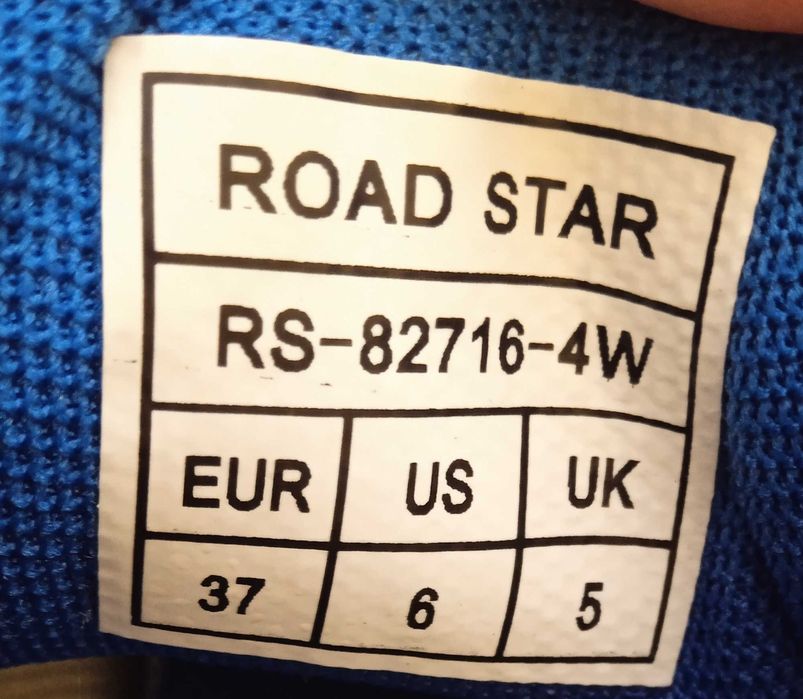 ROAD STAR
RS-82716-4W
EUR US UK
37 6 5